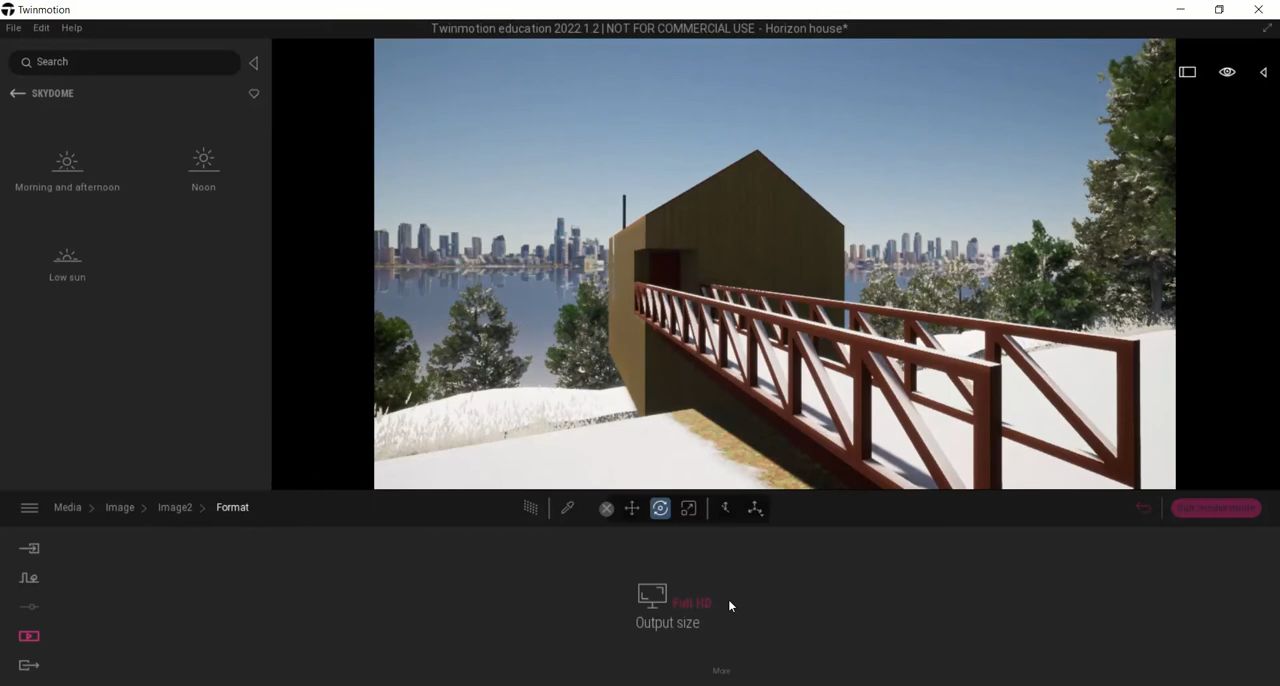 Twinmotion
File Edit Help
Twinmotion education 2022.1.2 | NOT FOR COMMERCIAL USE - Horizon house*
Search
SKYDOME
Morning and afternoon
Noon
Low sun
Media > Image > Image2 > Format
Full HD
Output size
More